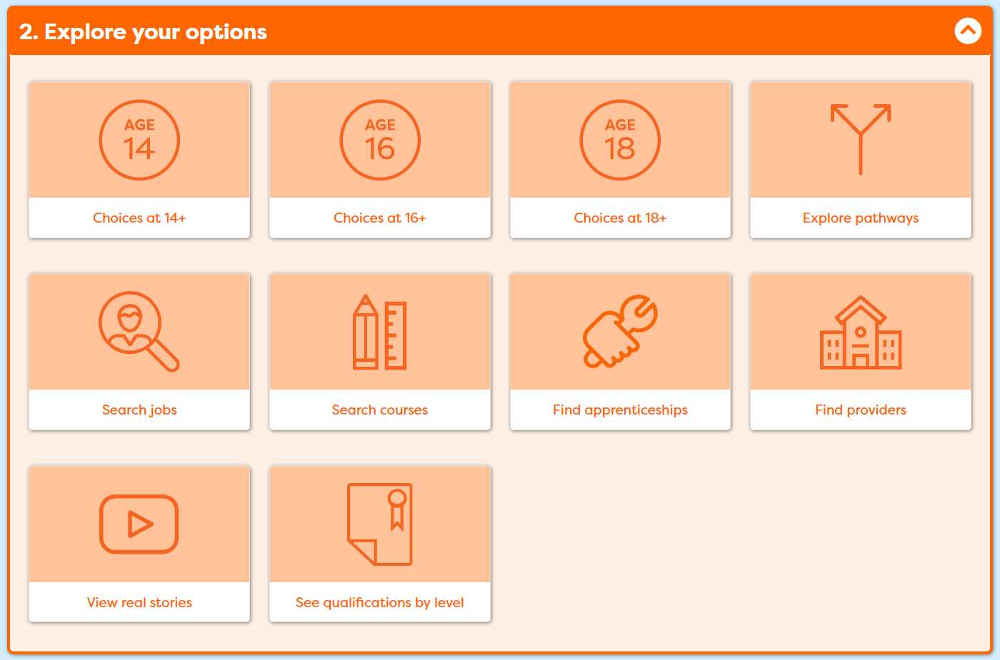 2. Explore your options
AGE
14
AGE
16
AGE
18
Choices at 14+
Choices at 16+
Choices at 18+
Explore pathways
Search jobs
Search courses
Find apprenticeships
Find providers
View real stories
See qualifications by level